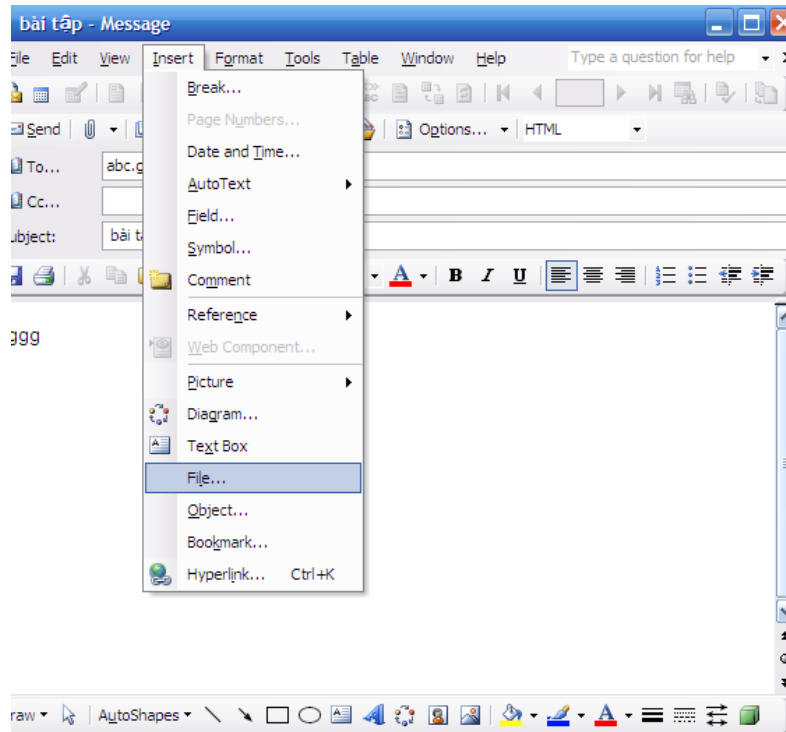 bài tập - Message
File Edit View Insert Format Tools Table Window Help Type a question for help
Send Options... HTML
To... abc.g
Cc...
ubject: bài t
A B I U
ggg
Break...
Page Numbers...
Date and Time...
AutoText
Field...
Symbol...
Comment
Reference
Web Component...
Picture
Diagram...
Text Box
File...
Object...
Bookmark...
Hyperlink... Ctrl+K
raw AutoShapes A